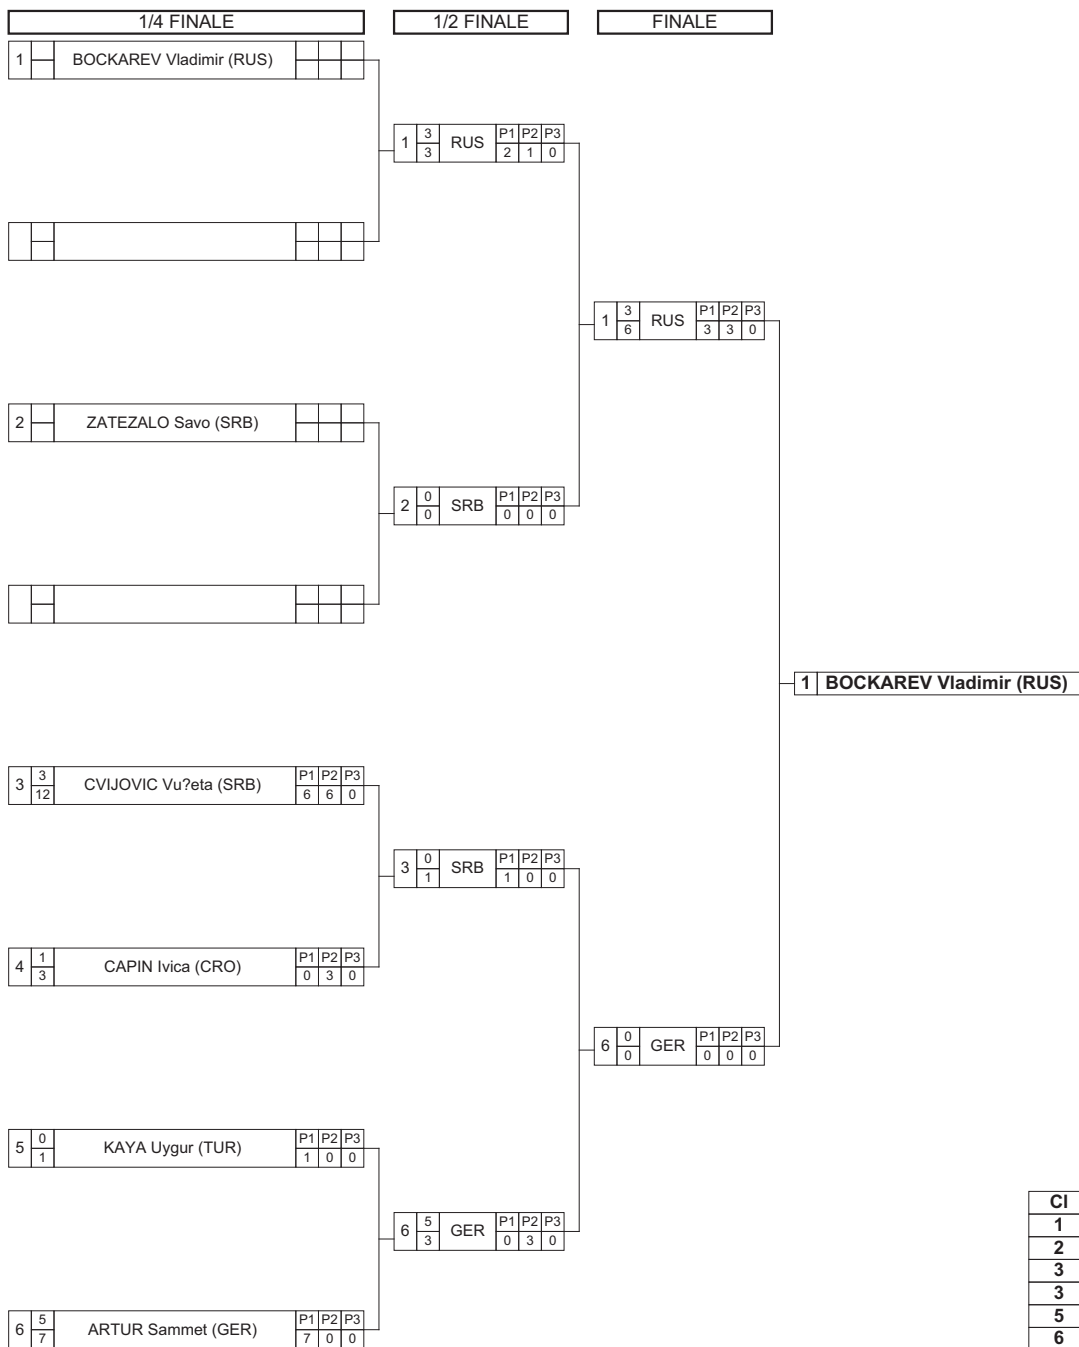 1/4 FINALE 1/2 FINALE FINALE
1 BOCKAREV Vladimir (RUS)
1 3 3 RUS P1 P2 P3 2 1 0
1 3 6 RUS P1 P2 P3 3 3 0
2 ZATEZALO Savo (SRB)
2 0 0 SRB P1 P2 P3 0 0 0
1 BOCKAREV Vladimir (RUS)
3 3 12 CVIJOVIC Vu?eta (SRB) P1 P2 P3 6 6 0
3 0 1 SRB P1 P2 P3 1 0 0
4 1 3 CAPIN Ivica (CRO) P1 P2 P3 0 3 0
6 0 0 GER P1 P2 P3 0 0 0
5 0 1 KAYA Uygur (TUR) P1 P2 P3 1 0 0
6 5 3 GER P1 P2 P3 0 3 0
6 5 7 ARTUR Sammet (GER) P1 P2 P3 7 0 0
Cl
1
2
3
3
5
6